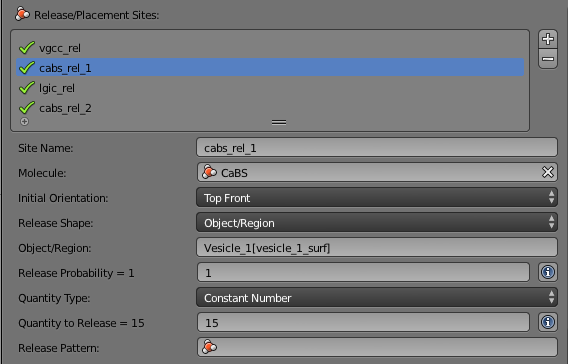 Release/Placement Sites:
vgcc_rel
cabs_rel_1
lgic_rel
cabs_rel_2
Site Name: cabs_rel_1
Molecule: CaBS
Initial Orientation: Top Front
Release Shape: Object/Region
Object/Region: Vesicle_1[vesicle_1_surf]
Release Probability = 1 1
Quantity Type: Constant Number
Quantity to Release = 15 15
Release Pattern: